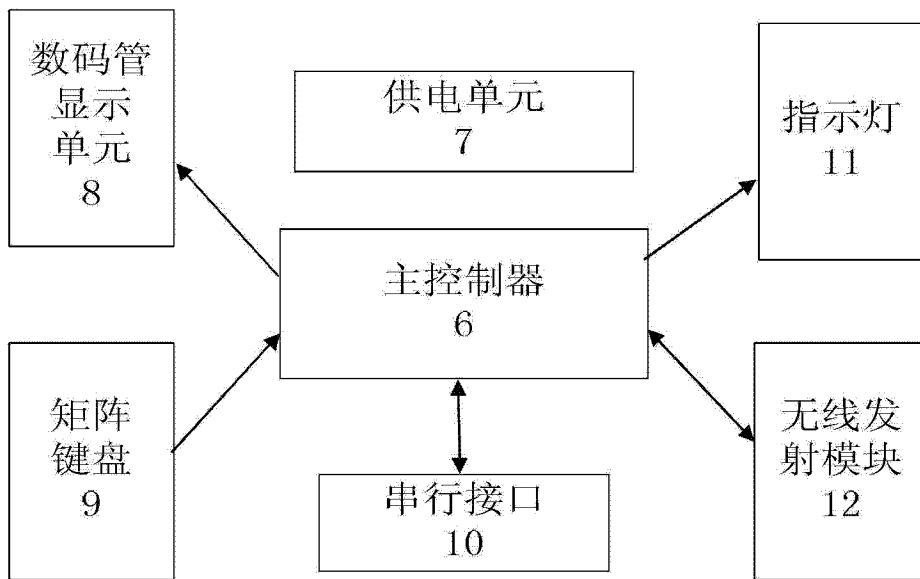 数码管
显示
单元
8
供电单元
7
指示灯
11
主控制器
6
矩阵
键盘
9
串行接口
10
无线发
射模块
12